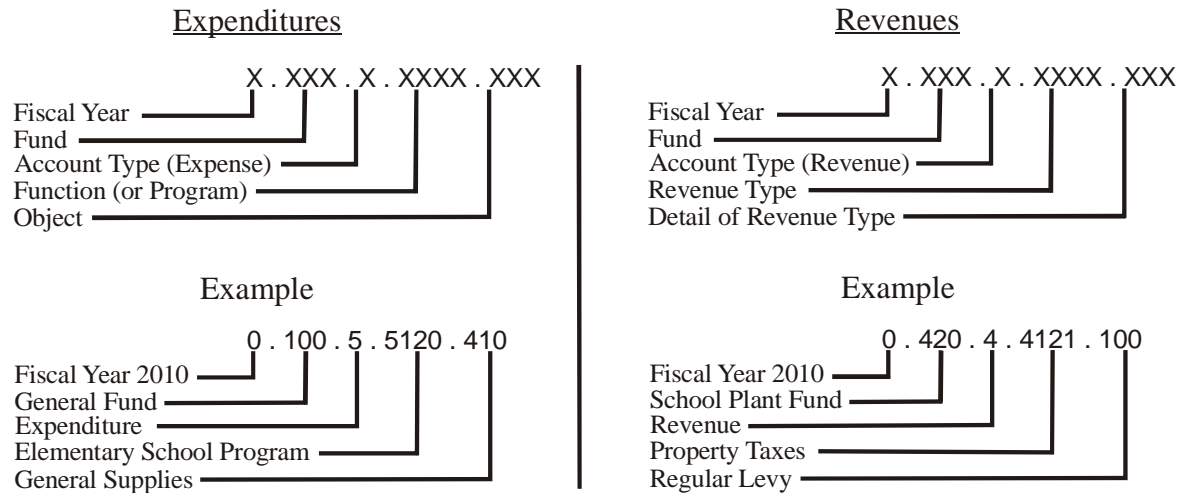 Expenditures
X . XXX . X . XXXX . XXX
Fiscal Year
Fund
Account Type (Expense)
Function (or Program)
Object
Example
0 . 100 . 5 . 5120 . 410
Fiscal Year 2010
General Fund
Expenditure
Elementary School Program
General Supplies
Revenues
X . XXX . X . XXXX . XXX
Fiscal Year
Fund
Account Type (Revenue)
Revenue Type
Detail of Revenue Type
Example
0 . 420 . 4 . 4121 . 100
Fiscal Year 2010
School Plant Fund
Revenue
Property Taxes
Regular Levy